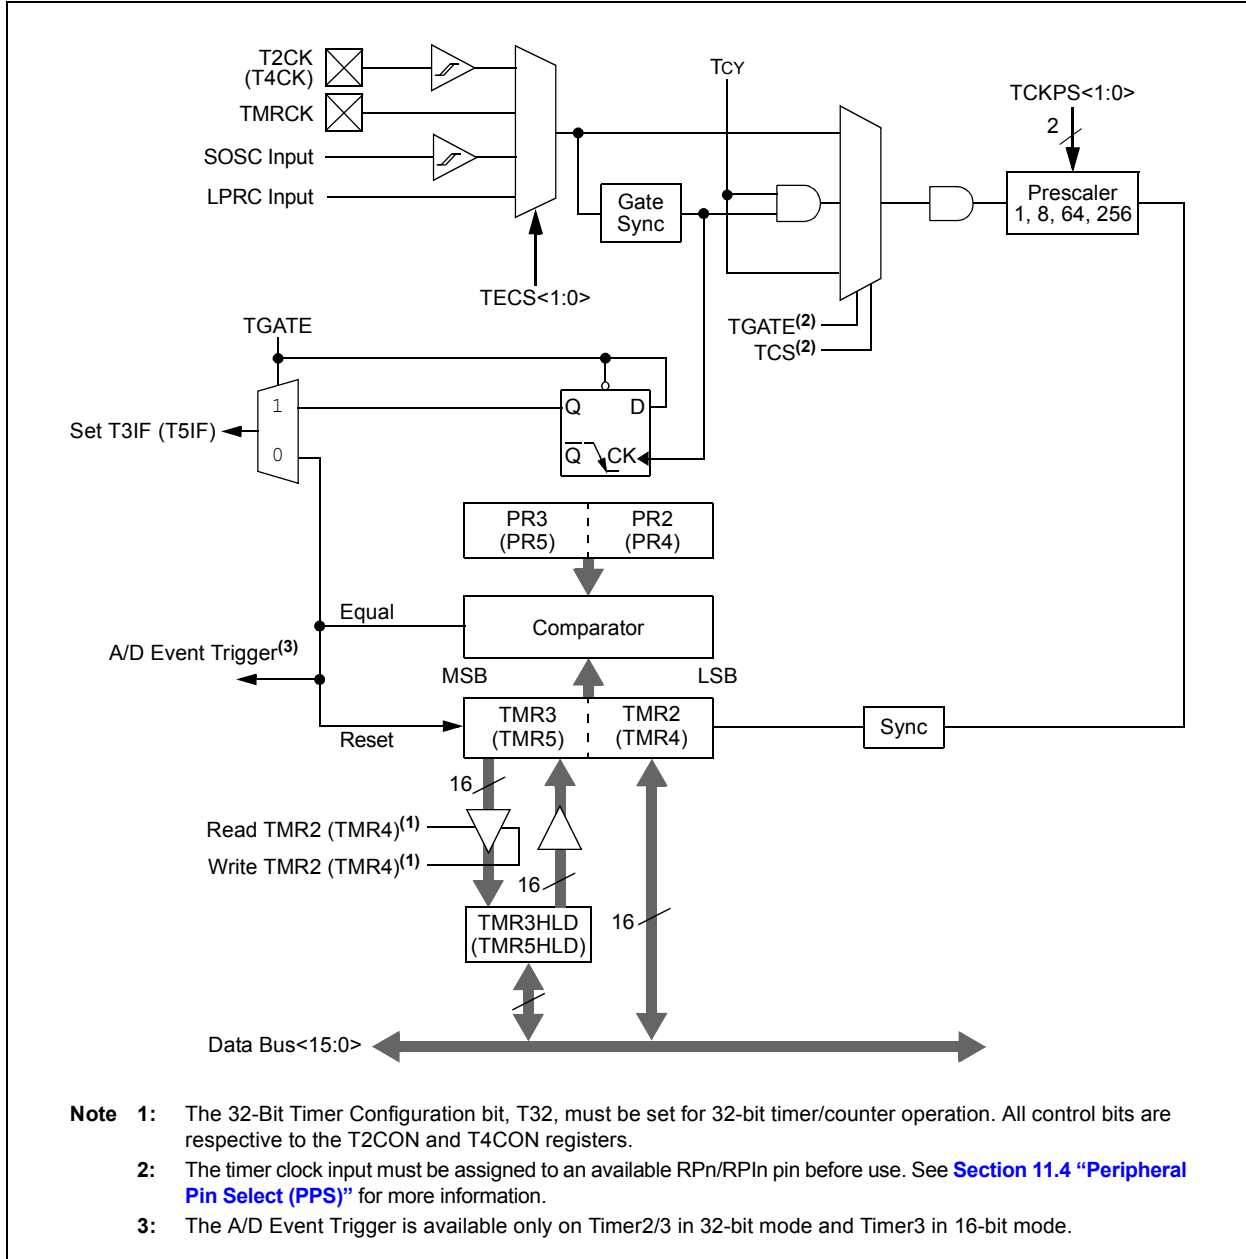 T2CK
(T4CK)
TMRCK
SOSC Input
LPRC Input
TECS<1:0>
TCY
Gate
Sync
TCKPS<1:0>
2
Prescaler
1, 8, 64, 256
TGATE(2)
TCS(2)
TGATE
1
0
Set T3IF (T5IF)
Q D
Q CK
PR3
(PR5)
PR2
(PR4)
Equal
Comparator
A/D Event Trigger(3)
MSB
LSB
Reset
TMR3
(TMR5)
TMR2
(TMR4)
Sync
16
Read TMR2 (TMR4)(1)
Write TMR2 (TMR4)(1)
16
16
TMR3HLD
(TMR5HLD)
Data Bus<15:0>
Note 1: The 32-Bit Timer Configuration bit, T32, must be set for 32-bit timer/counter operation. All control bits are
respective to the T2CON and T4CON registers.
2: The timer clock input must be assigned to an available RPn/RPIn pin before use. See Section 11.4 “Peripheral
Pin Select (PPS)” for more information.
3: The A/D Event Trigger is available only on Timer2/3 in 32-bit mode and Timer3 in 16-bit mode.